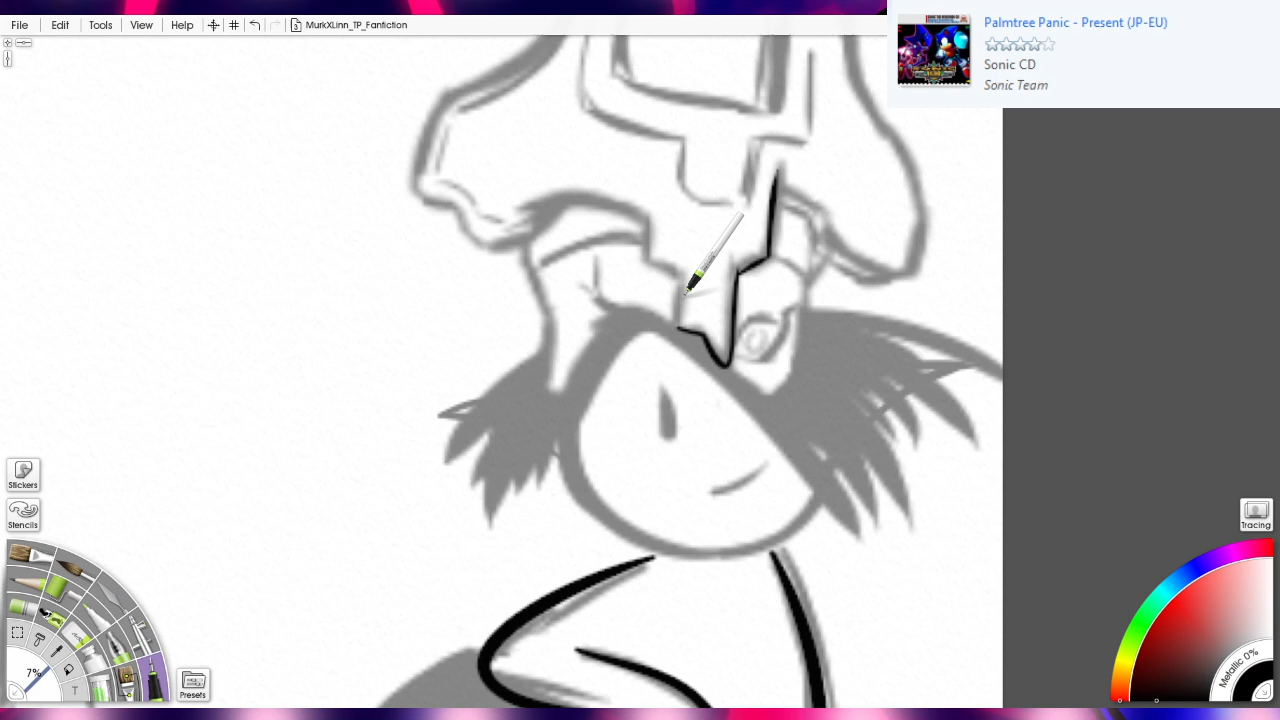 File Edit Tools View Help MurkXLinn_TP_Fanfiction
Palmtree Panic - Present (JP-EU)
Sonic CD
Sonic Team
Stickers
Stencils
Tracing
7%
T
Presets
Metallic 0%